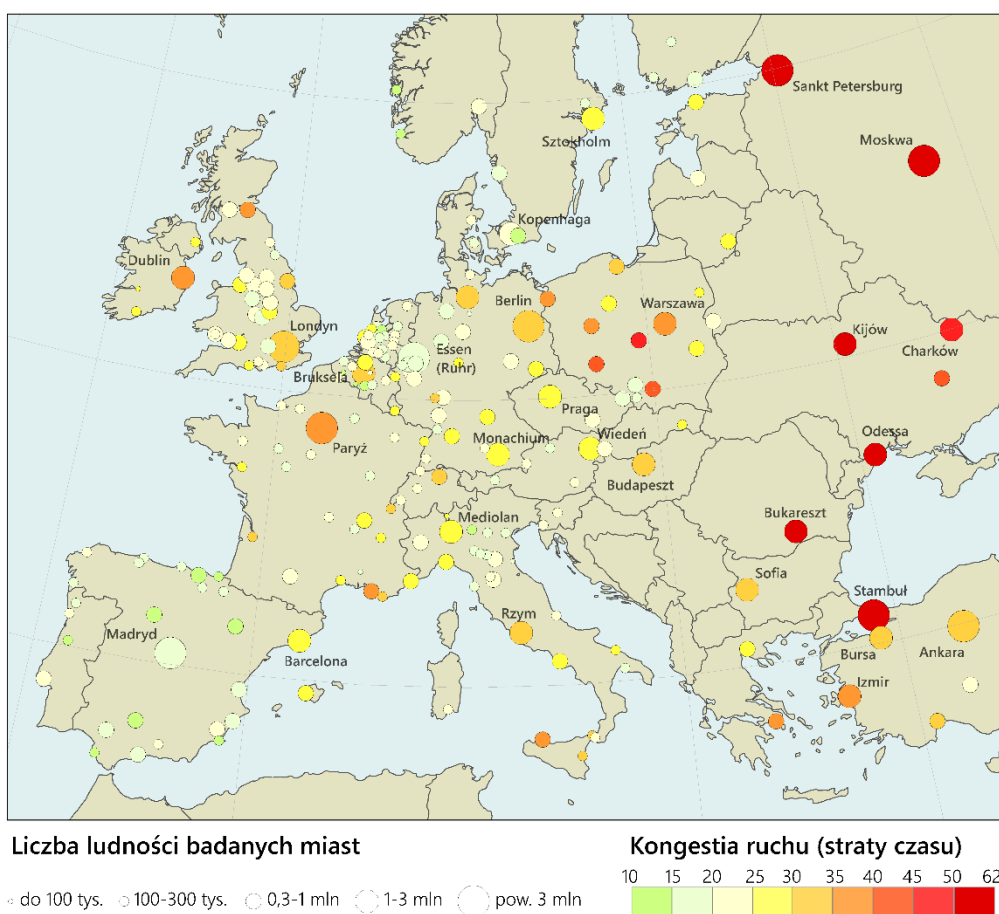 Sankt Petersburg
Moskwa
Sztokholm
Kopenhaga
Dublin
Berlin
Warszawa
Londyn
Essen
(Ruhr)
Kijów
Charków
Bruksela
Praga
Paryż
Monachium
Wiedeń
Odessa
Budapeszt
Mediolan
Bukareszt
Sofia
Stambuł
Rzym
Madryd
Barcelona
Bursa
Ankara
Izmir
Liczba ludności badanych miast
do 100 tys. 100-300 tys. 0,3-1 mln 1-3 mln pow. 3 mln
Kongestia ruchu (straty czasu)
10 15 20 25 30 35 40 45 50 62